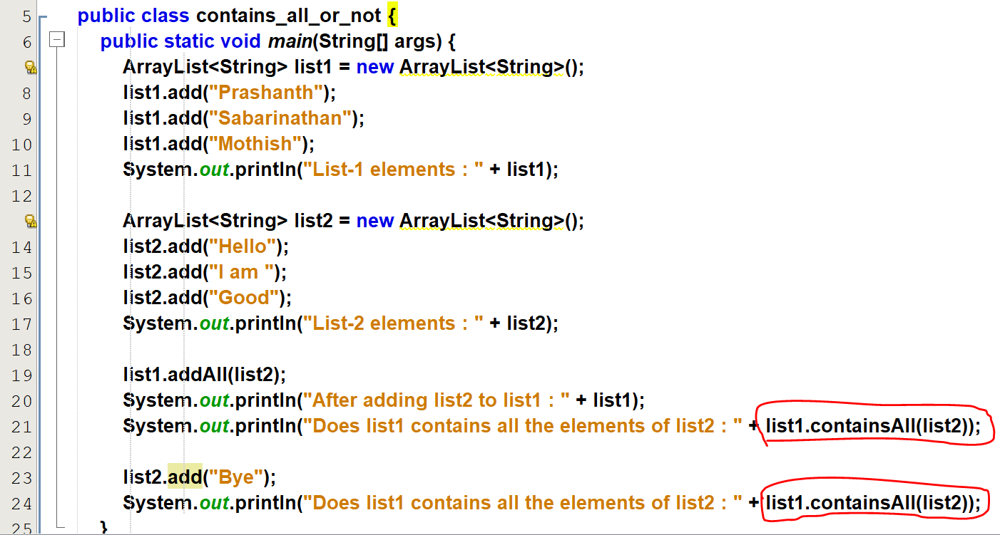 5 public class contains_all_or_not {
6 public static void main(String[] args) {
ArrayList<String> list1 = new ArrayList<String>();
8 list1.add("Prashanth");
9 list1.add("Sabarinathan");
10 list1.add("Mothish");
11 System.out.println("List-1 elements : " + list1);
12
ArrayList<String> list2 = new ArrayList<String>();
14 list2.add("Hello");
15 list2.add("I am ");
16 list2.add("Good");
17 System.out.println("List-2 elements : " + list2);
18
19 list1.addAll(list2);
20 System.out.println("After adding list2 to list1 : " + list1);
21 System.out.println("Does list1 contains all the elements of list2 : " + list1.containsAll(list2));
22
23 list2.add("Bye");
24 System.out.println("Does list1 contains all the elements of list2 : " + list1.containsAll(list2));
25 }